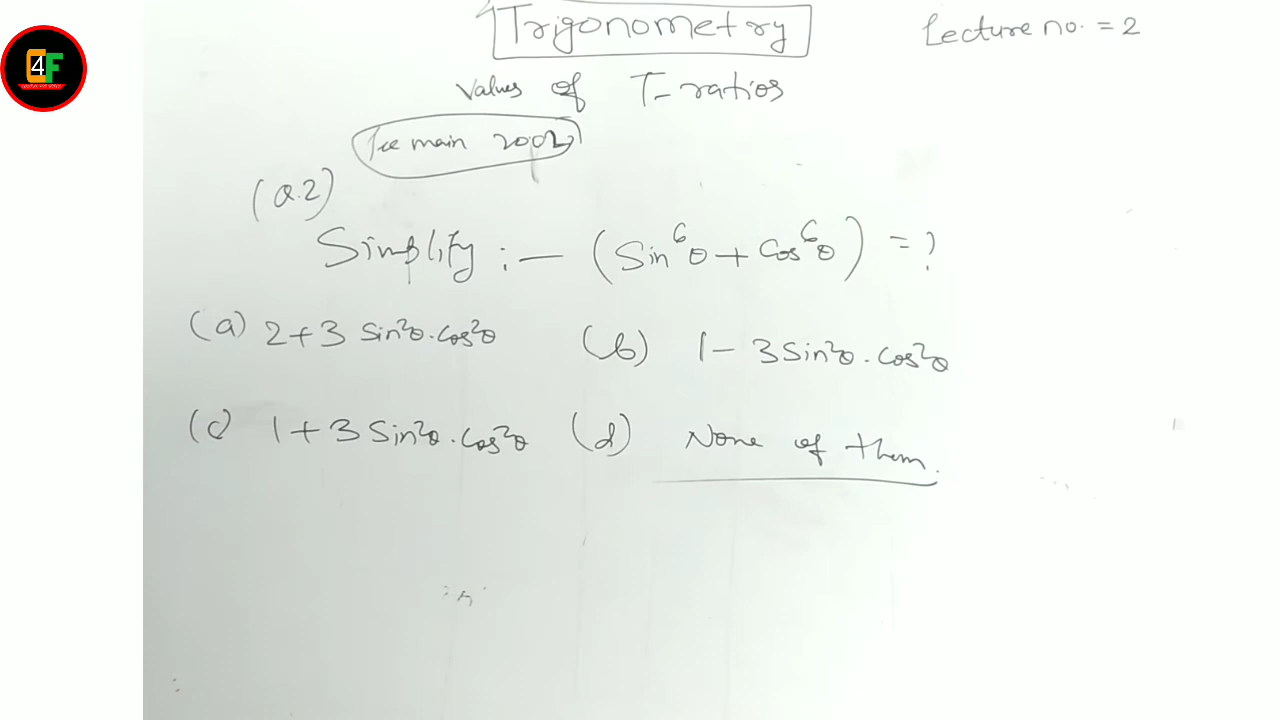 Trigonometry
Lecture no. = 2
Values of T-ratios
Jee main 2002
(Q.2)
Simplify :- (Sin⁶θ + Cos⁶θ) = ?
(a) 2+3 Sin²θ.Cos²θ
(b) 1- 3Sin²θ.Cos²θ
(c) 1+3 Sin²θ.Cos²θ
(d) None of them.
4F